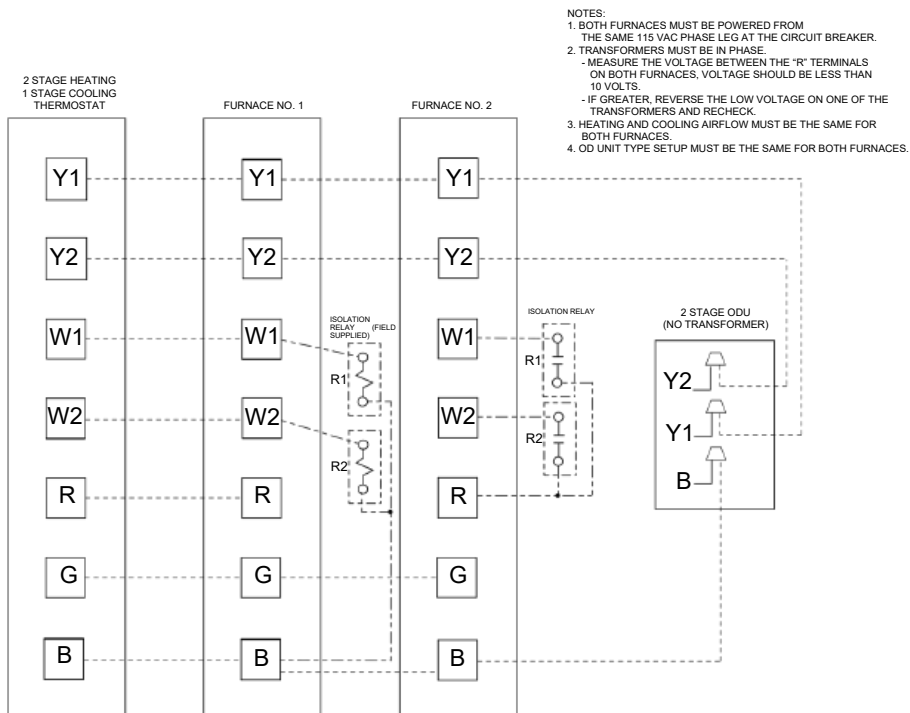 NOTES:
1. BOTH FURNACES MUST BE POWERED FROM
THE SAME 115 VAC PHASE LEG AT THE CIRCUIT BREAKER.
2. TRANSFORMERS MUST BE IN PHASE.
- MEASURE THE VOLTAGE BETWEEN THE “R” TERMINALS
ON BOTH FURNACES, VOLTAGE SHOULD BE LESS THAN
10 VOLTS.
- IF GREATER, REVERSE THE LOW VOLTAGE ON ONE OF THE
TRANSFORMERS AND RECHECK.
3. HEATING AND COOLING AIRFLOW MUST BE THE SAME FOR
BOTH FURNACES.
4. OD UNIT TYPE SETUP MUST BE THE SAME FOR BOTH FURNACES.
2 STAGE HEATING
1 STAGE COOLING
THERMOSTAT
Y1
Y2
W1
W2
R
G
B
FURNACE NO. 1
Y1
Y2
W1
W2
R
G
B
ISOLATION
RELAY (FIELD
SUPPLIED)
R1
R2
FURNACE NO. 2
Y1
Y2
W1
W2
R
G
B
ISOLATION RELAY
R1
R2
2 STAGE ODU
(NO TRANSFORMER)
Y2
Y1
B